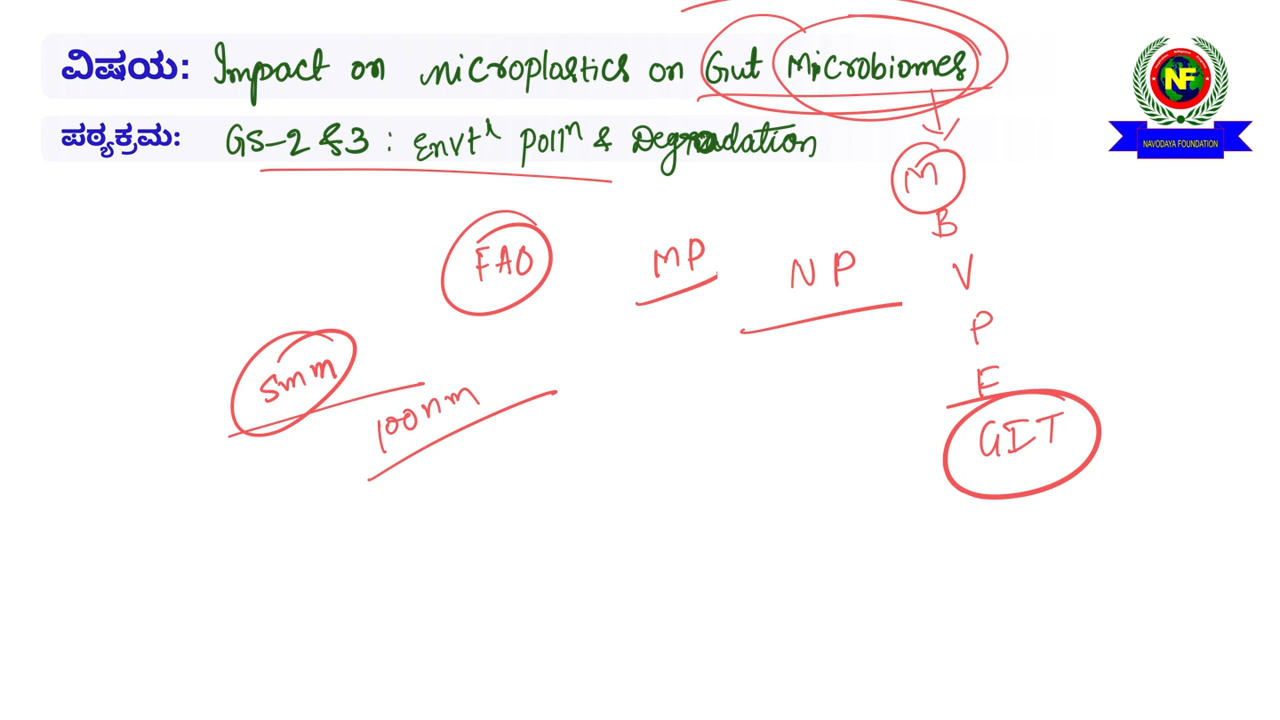 ವಿಷಯ: Impact on microplastics on Gut Microbiomes
ಪಠ್ಯಕ್ರಮ: GS-2 &3 : Envtl Polln & Degradation
NF
NAVODAYA FOUNDATION
M
B
V
P
E
GIT
FAO
MP
NP
5mm
100nm